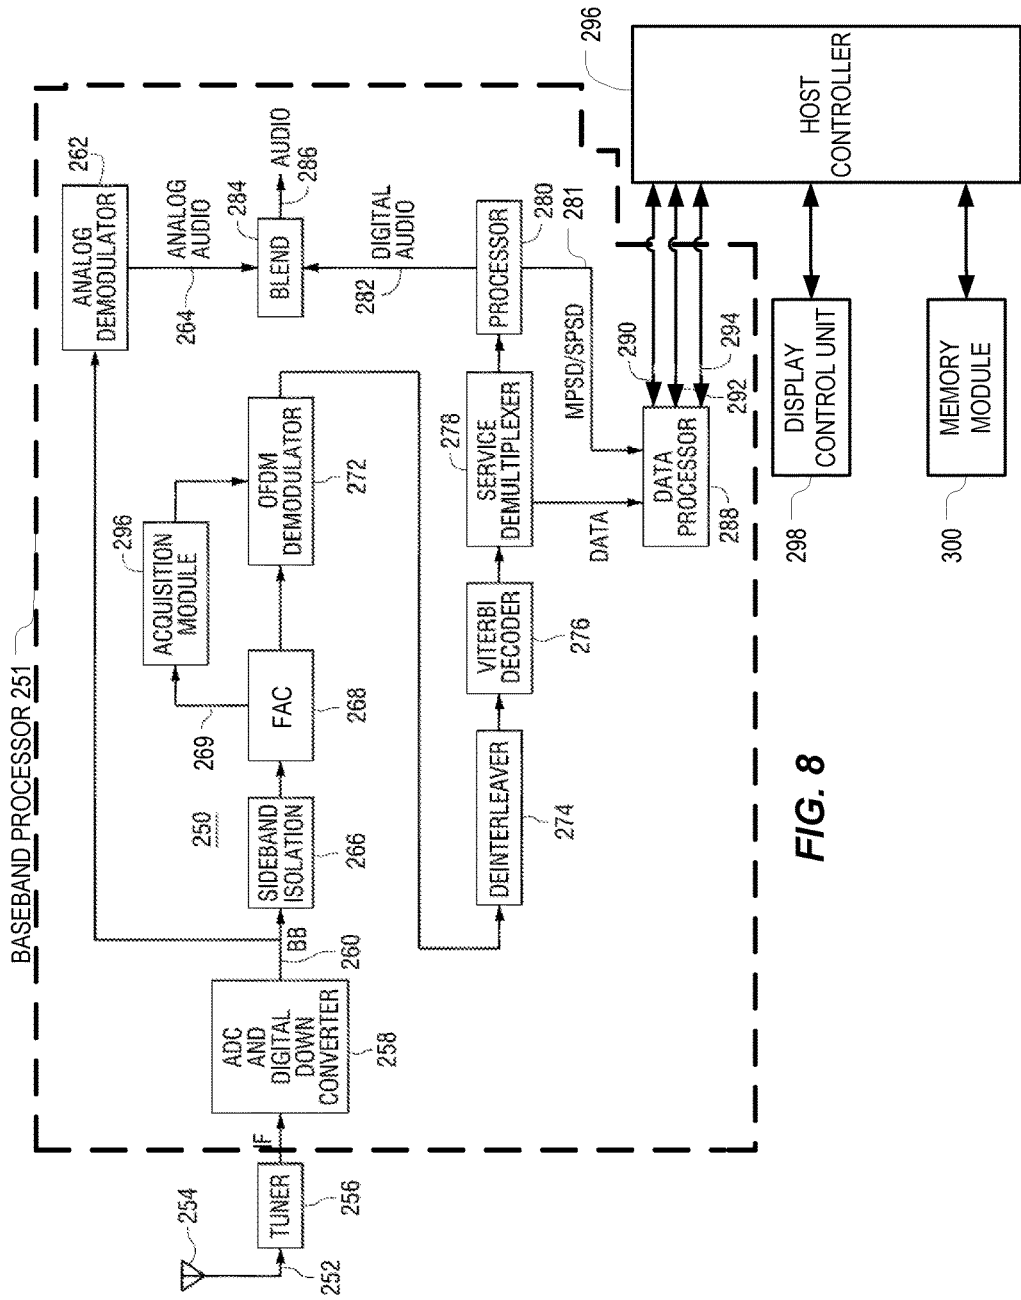 BASEBAND PROCESSOR 251
254
252
TUNER
256
IF
ADC
AND
DIGITAL
DOWN
CONVERTER
258
BB
260
250
SIDEBAND
ISOLATION
266
FAC
268
269
ACQUISITION
MODULE
296
OFDM
DEMODULATOR
272
ANALOG
DEMODULATOR
262
ANALOG
AUDIO
264
BLEND
284
AUDIO
286
DIGITAL
AUDIO
282
DEINTERLEAVER
274
VITERBI
DECODER
276
SERVICE
DEMULTIPLEXER
278
PROCESSOR
280
281
MPSD/SPSD
DATA
DATA
PROCESSOR
288
290
292
294
HOST
CONTROLLER
296
DISPLAY
CONTROL UNIT
298
MEMORY
MODULE
300
FIG. 8